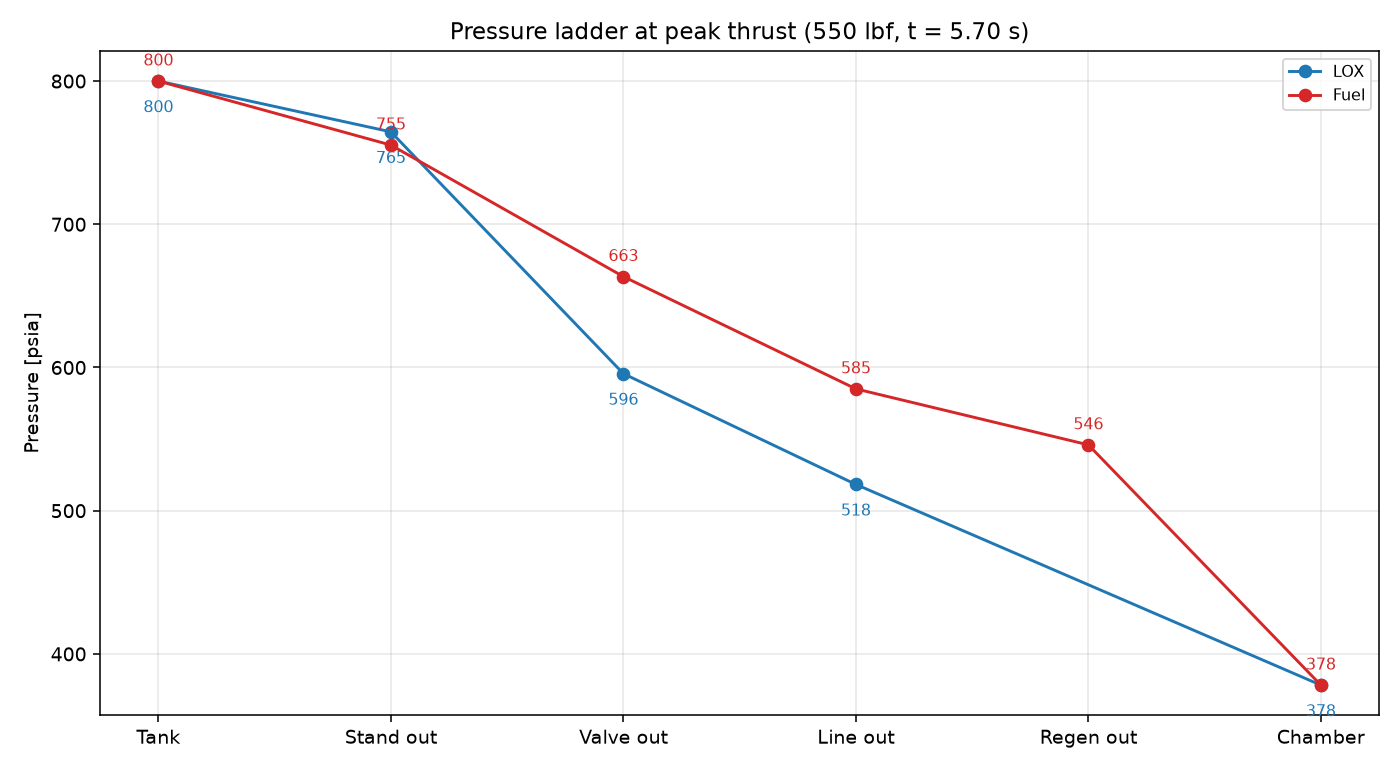 Pressure ladder at peak thrust (550 lbf, t = 5.70 s)
LOX
Fuel
Pressure [psia]
800
700
600
500
400
800
800
755
765
663
596
585
518
546
378
378
Tank
Stand out
Valve out
Line out
Regen out
Chamber